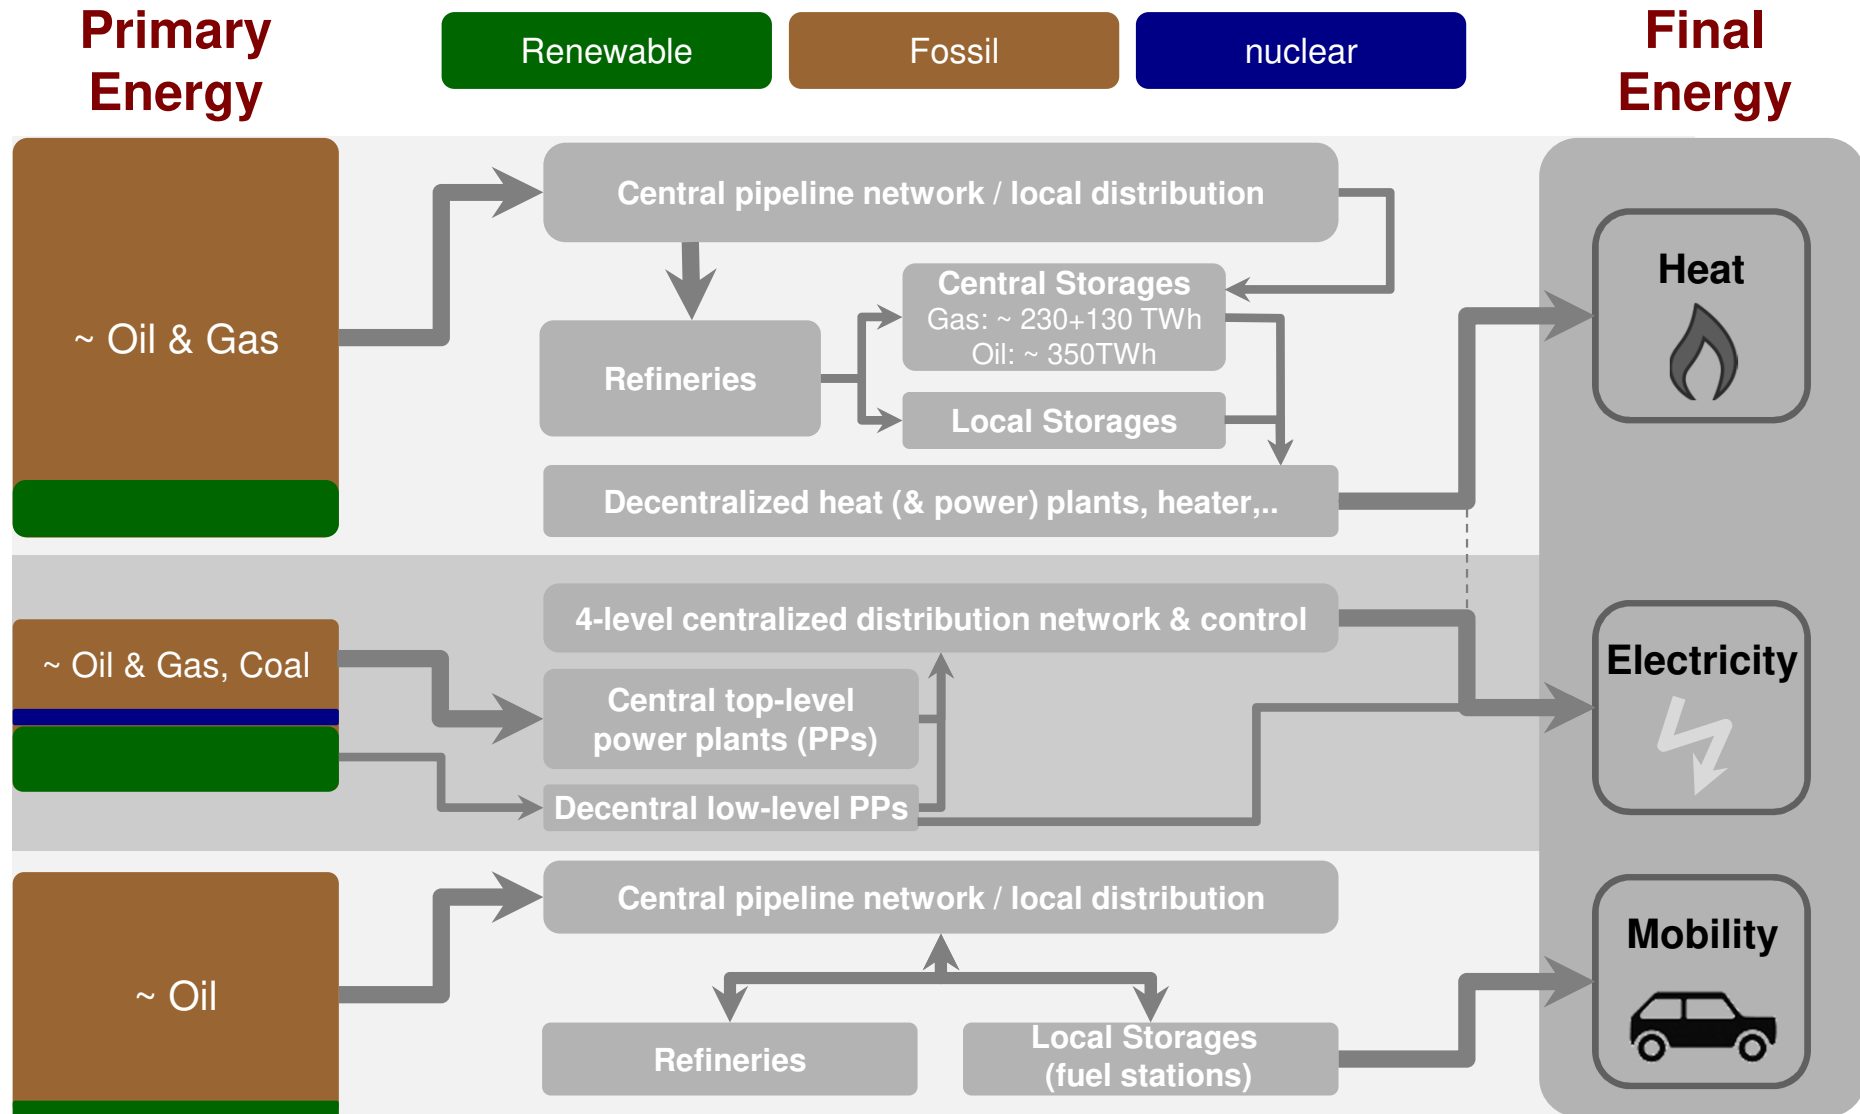 Primary
Energy
Renewable
Fossil
nuclear
Final
Energy
~ Oil & Gas
Central pipeline network / local distribution
Refineries
Central Storages
Gas: ~ 230+130 TWh
Oil: ~ 350TWh
Local Storages
Decentralized heat (& power) plants, heater,..
Heat
~ Oil & Gas, Coal
4-level centralized distribution network & control
Central top-level
power plants (PPs)
Decentral low-level PPs
Electricity
~ Oil
Central pipeline network / local distribution
Refineries
Local Storages
(fuel stations)
Mobility